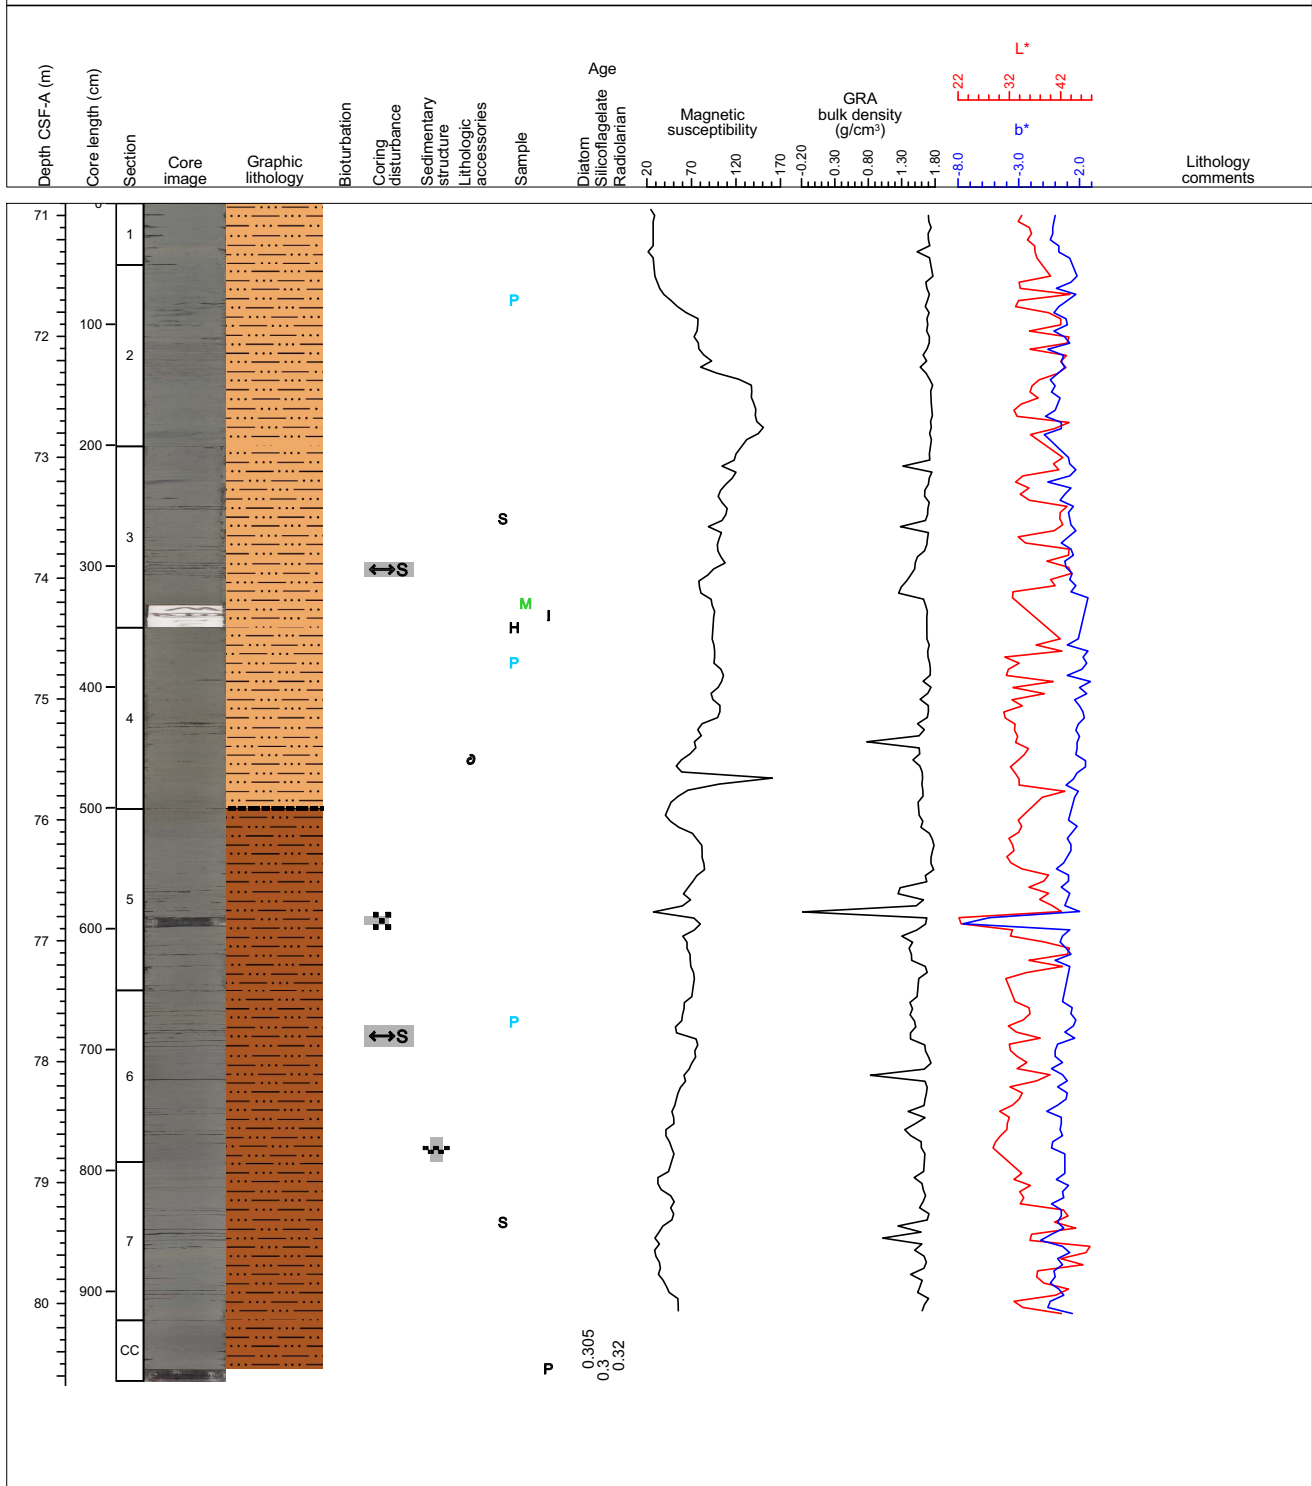 L*
22 32 42
Age
Depth CSF-A (m)
Core length (cm)
Section
Core
image
Graphic
lithology
Bioturbation
Coring
disturbance
Sedimentary
structure
Lithologic
accessories
Sample
Diatom
Silicoflagelate
Radiolarian
Magnetic
susceptibility
20 70 120 170
GRA
bulk density
(g/cm³)
-0.20 0.30 0.80 1.30 1.80
b*
-8.0 -3.0 2.0
Lithology
comments
0
71
1
P
100
72
2
200
73
S
3
300
S
74
M
I
H
P
400
75
4
500
76
5
600
77
P
700
S
78
6
800
79
S
7
900
80
CC
P
0.305
0.3
0.32